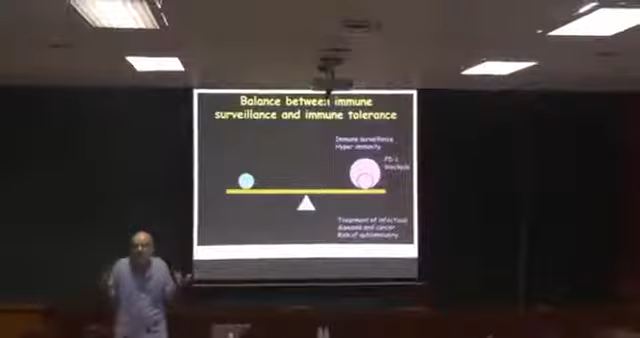 Balance between immune
surveillance and immune tolerance
Immune surveillance
Hyper immunity
PD-1
blockade
Treatment of infectious
diseases and cancer
Risk of autoimmunity